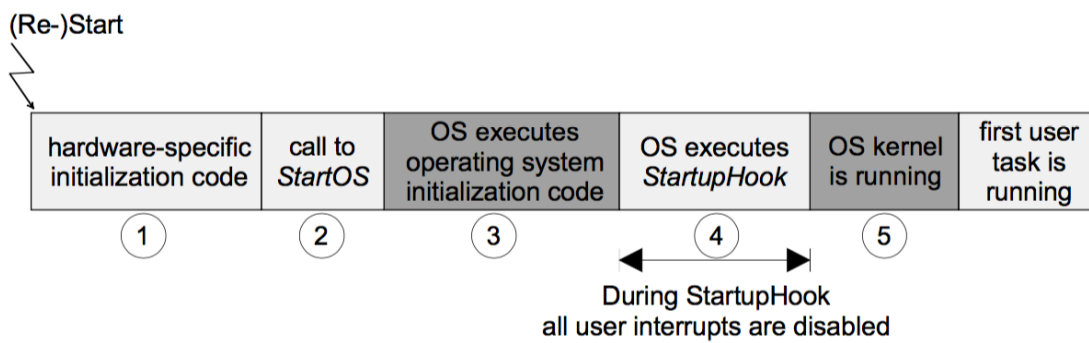 (Re-)Start
hardware-specific
initialization code
call to
StartOS
OS executes
operating system
initialization code
OS executes
StartupHook
OS kernel
is running
first user
task is
running
1
2
3
4
5
During StartupHook
all user interrupts are disabled